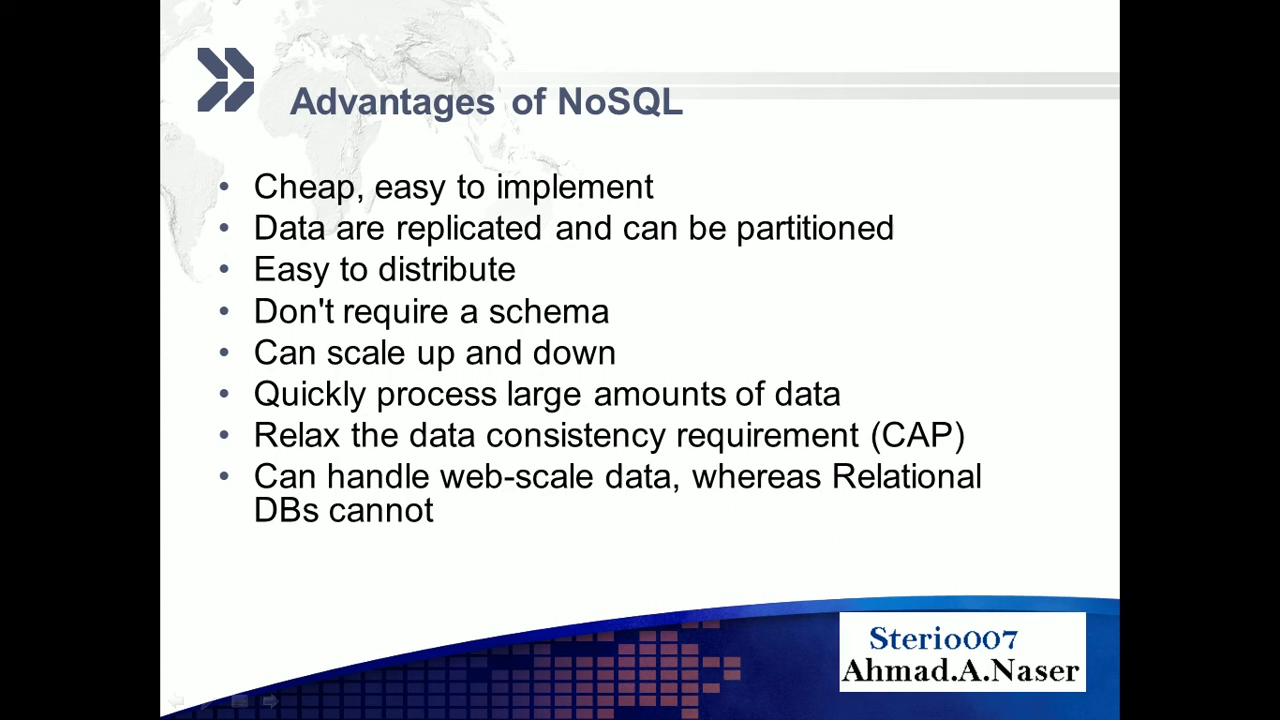 Advantages of NoSQL
• Cheap, easy to implement
• Data are replicated and can be partitioned
• Easy to distribute
• Don't require a schema
• Can scale up and down
• Quickly process large amounts of data
• Relax the data consistency requirement (CAP)
• Can handle web-scale data, whereas Relational
DBs cannot
Sterio007
Ahmad.A.Naser